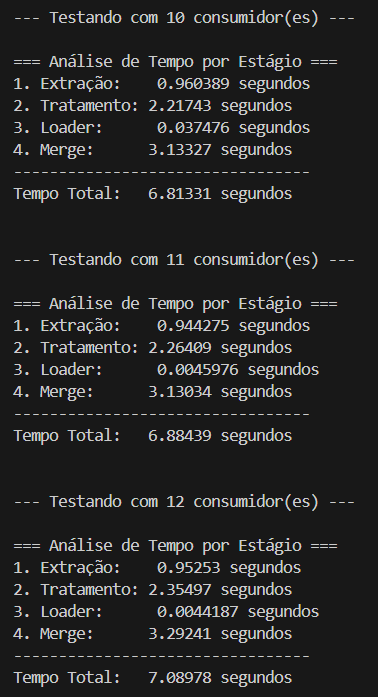 --- Testando com 10 consumidor(es) ---
=== Análise de Tempo por Estágio ===
1. Extração:    0.960389 segundos
2. Tratamento: 2.21743 segundos
3. Loader:      0.037476 segundos
4. Merge:      3.13327 segundos
---------------------------------
Tempo Total:   6.81331 segundos
--- Testando com 11 consumidor(es) ---
=== Análise de Tempo por Estágio ===
1. Extração:    0.944275 segundos
2. Tratamento: 2.26409 segundos
3. Loader:      0.0045976 segundos
4. Merge:      3.13034 segundos
---------------------------------
Tempo Total:   6.88439 segundos
--- Testando com 12 consumidor(es) ---
=== Análise de Tempo por Estágio ===
1. Extração:    0.95253 segundos
2. Tratamento: 2.35497 segundos
3. Loader:      0.0044187 segundos
4. Merge:      3.29241 segundos
---------------------------------
Tempo Total:   7.08978 segundos